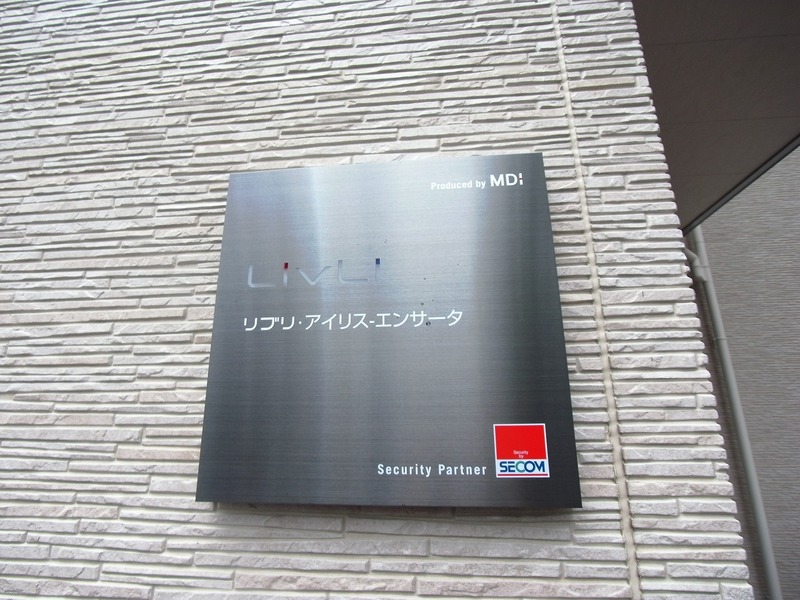 Produced by MDI
LivLi
リブリ・アイリス-エンサータ
Security Partner
Security
by
SECOM